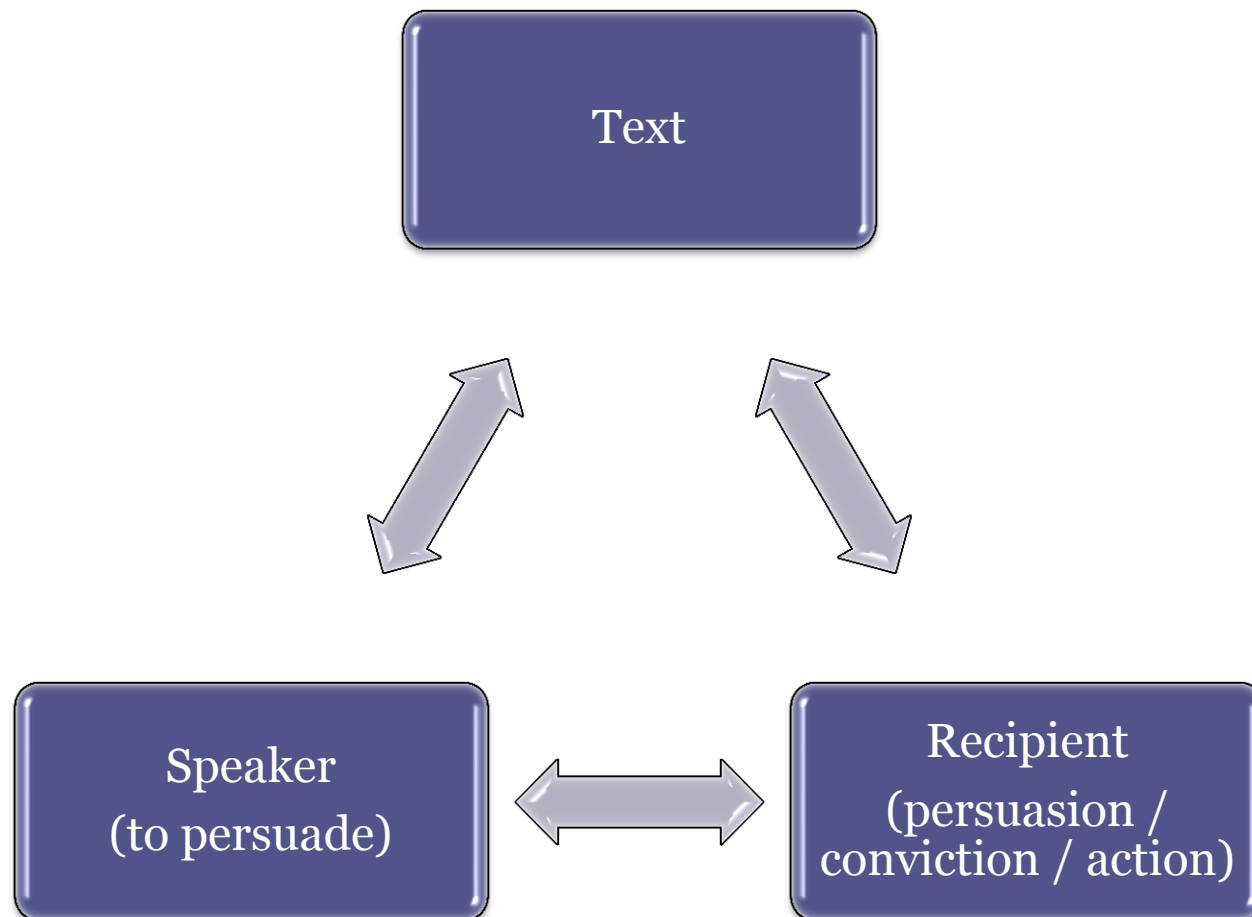 Text
Speaker
(to persuade)
Recipient
(persuasion /
conviction / action)